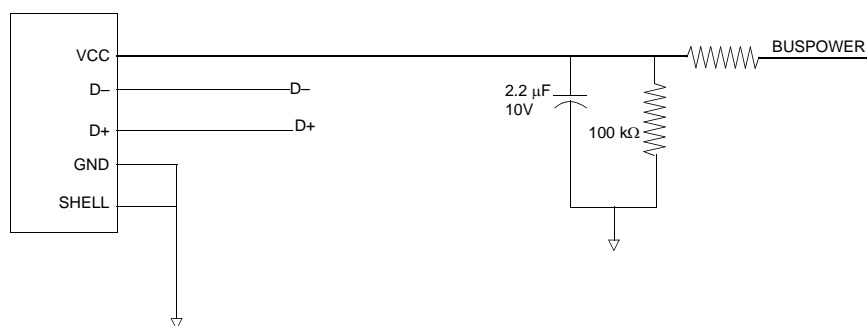 VCC
BUSPOWER
D–
D–
2.2 μF
10V
D+
D+
100 kΩ
GND
SHELL